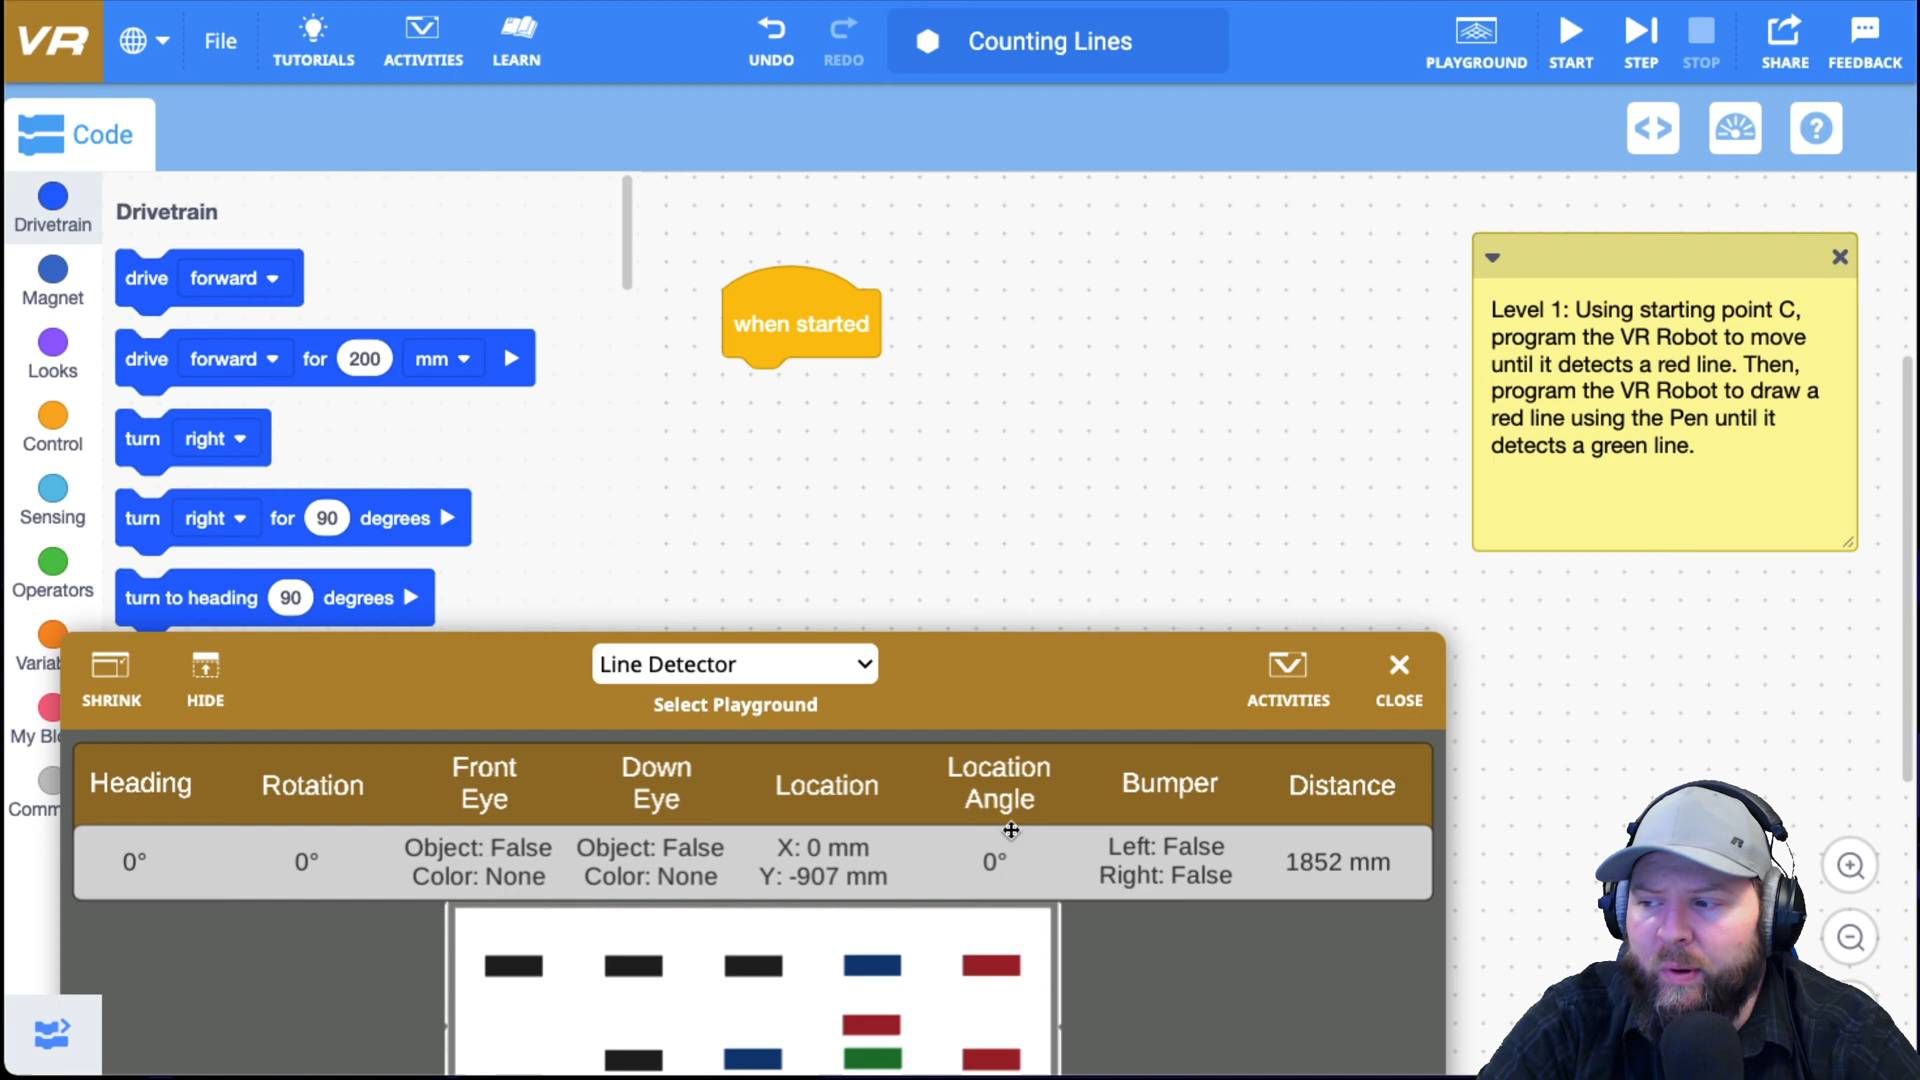 VR
File
TUTORIALS
ACTIVITIES
LEARN
UNDO
REDO
Counting Lines
PLAYGROUND
START
STEP
STOP
SHARE
FEEDBACK
Code
Drivetrain
Magnet
Looks
Control
Sensing
Operators
Variab
My Blo
Comm
Drivetrain
drive forward
drive forward for 200 mm
turn right
turn right for 90 degrees
turn to heading 90 degrees
when started
Level 1: Using starting point C,
program the VR Robot to move
until it detects a red line. Then,
program the VR Robot to draw a
red line using the Pen until it
detects a green line.
SHRINK
HIDE
Line Detector
Select Playground
ACTIVITIES
CLOSE
Heading
Rotation
Front
Eye
Down
Eye
Location
Location
Angle
Bumper
Distance
0°
0°
Object: False
Color: None
Object: False
Color: None
X: 0 mm
Y: -907 mm
0°
Left: False
Right: False
1852 mm